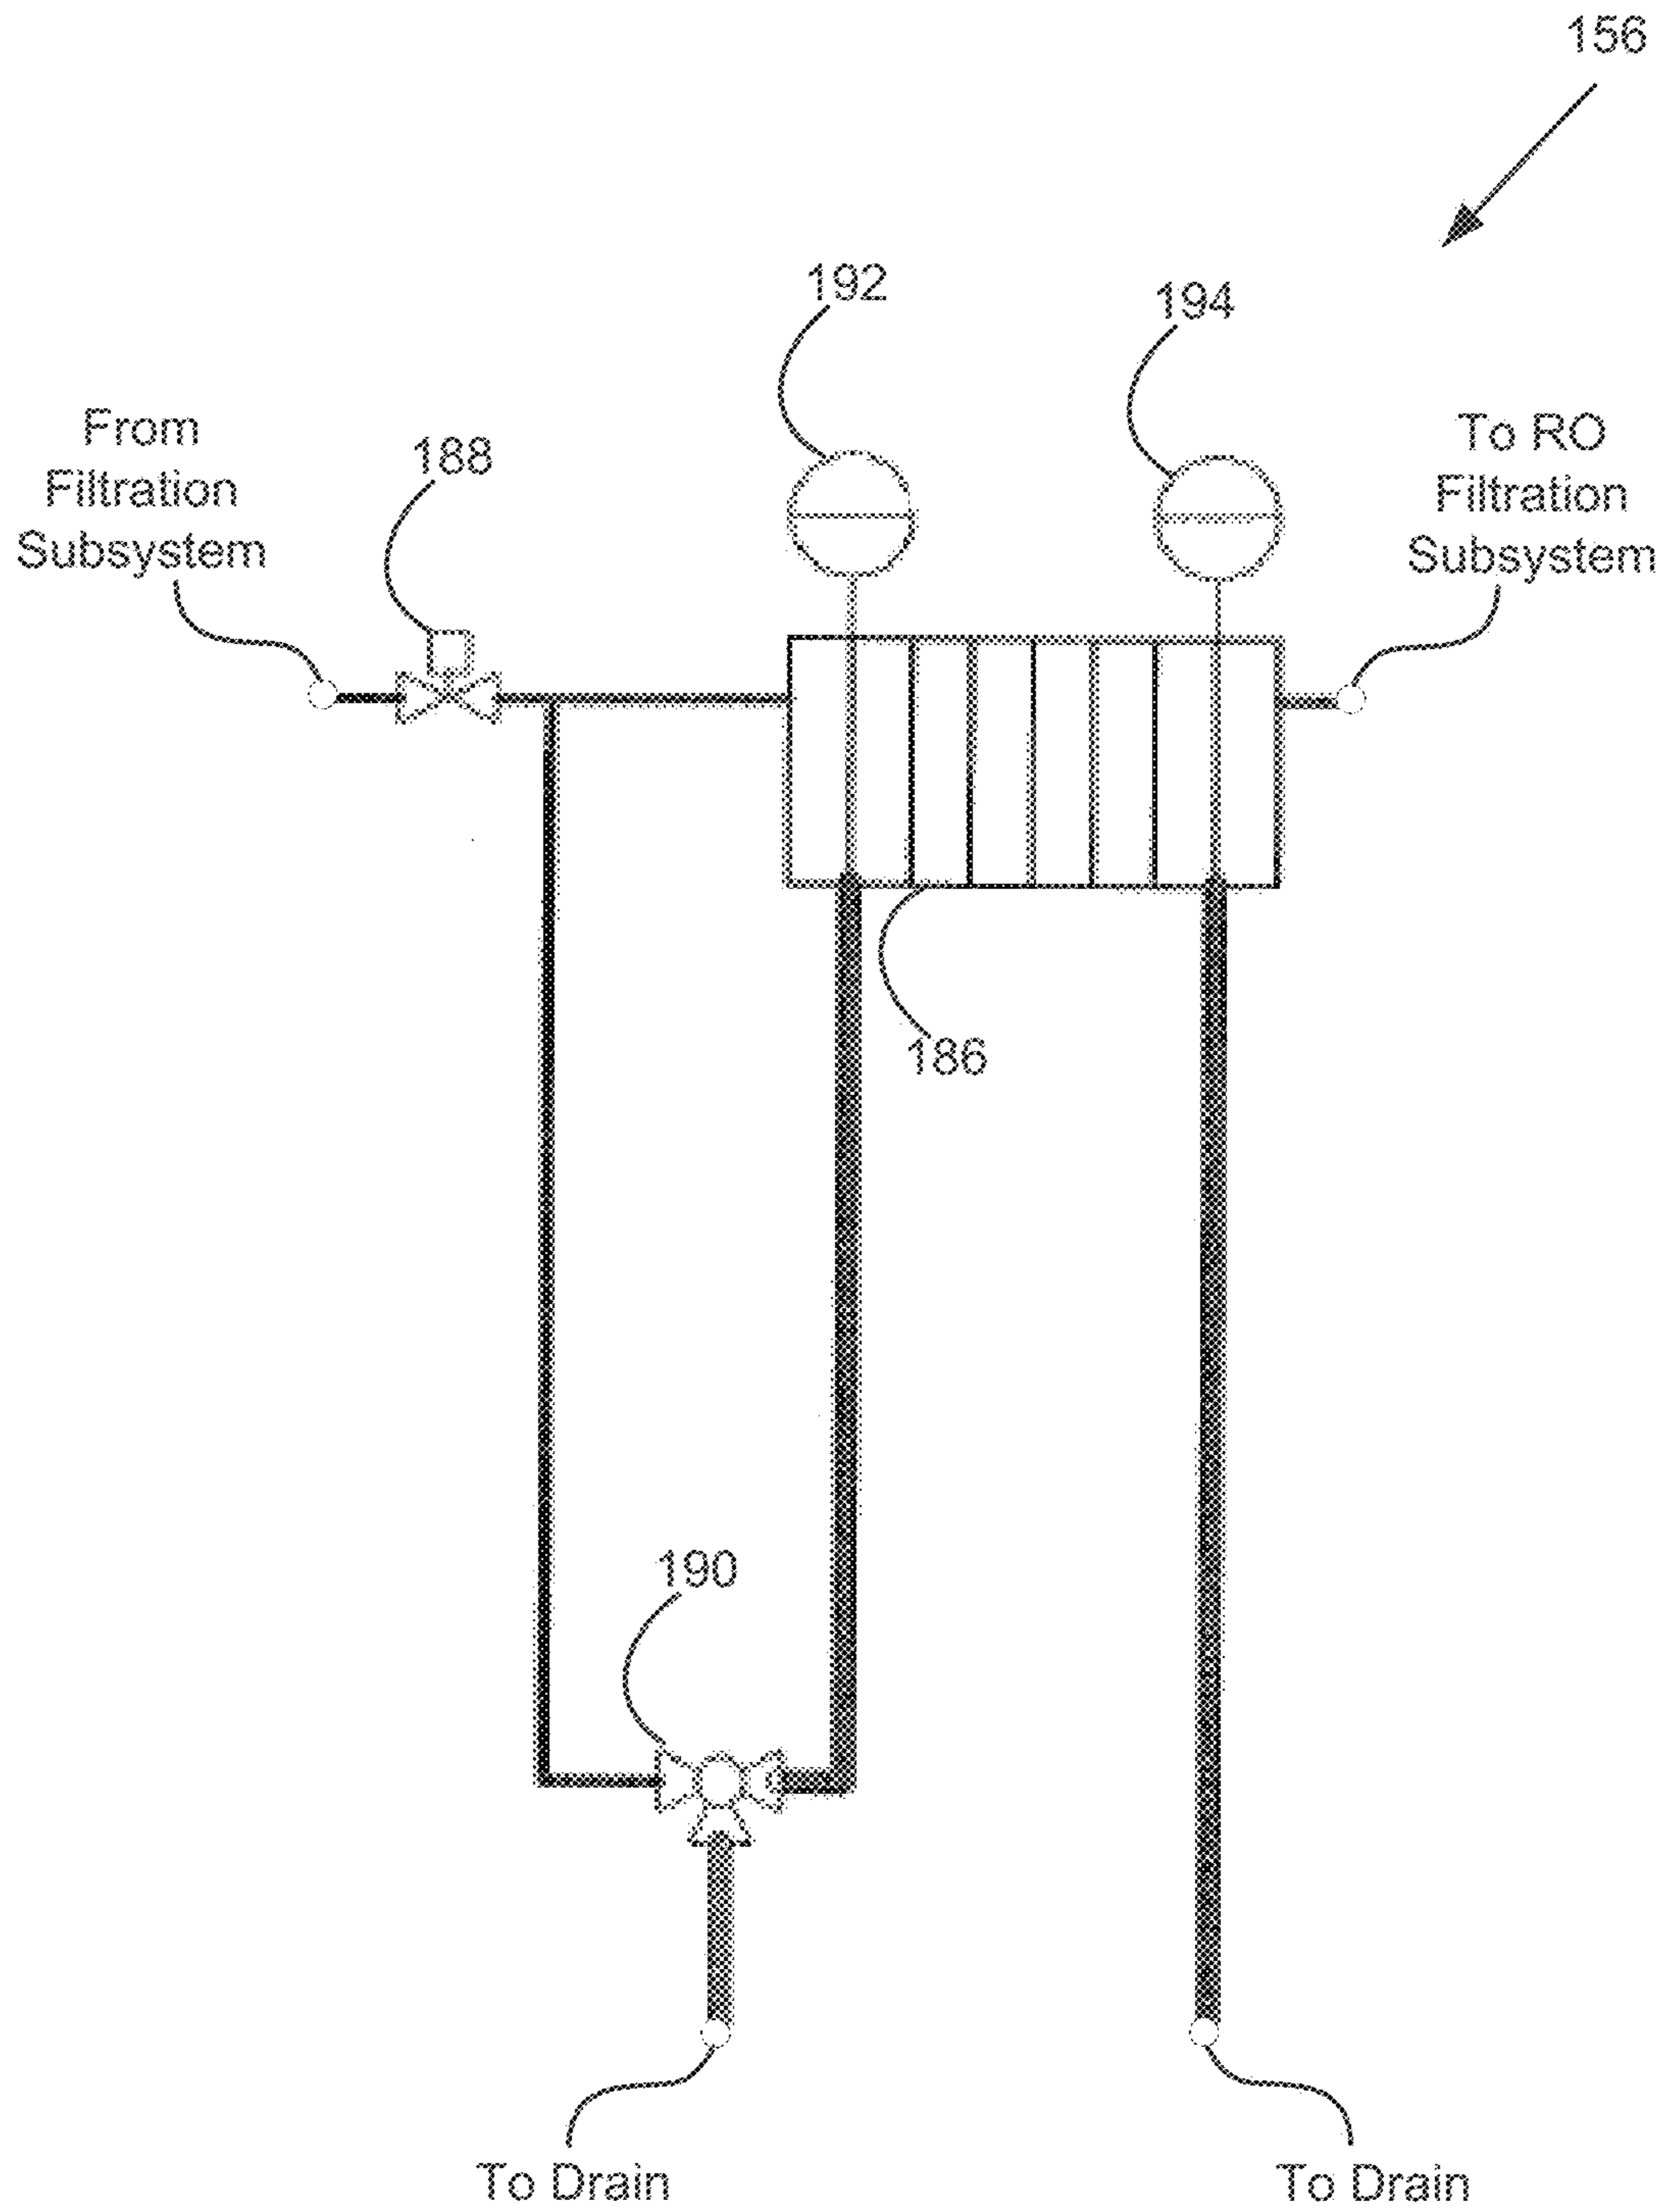 156
192
194
From
Filtration
Subsystem
188
To RO
Filtration
Subsystem
186
190
To Drain
To Drain